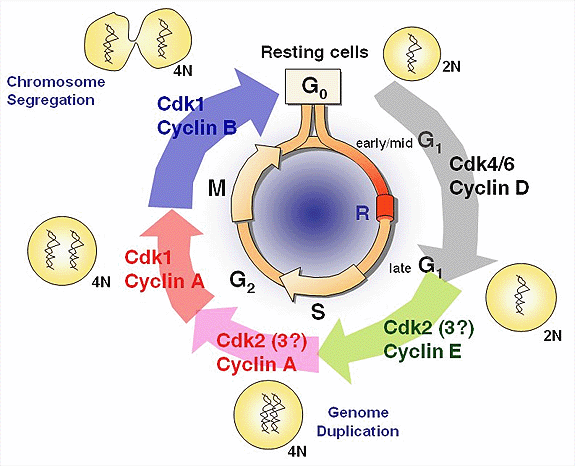 4N
Chromosome
Segregation
Resting cells
G₀
2N
early/mid G₁
Cdk4/6
Cyclin D
Cdk1
Cyclin B
M
R
4N
Cdk1
Cyclin A
G₂
S
late G₁
2N
Cdk2 (3?)
Cyclin E
Cdk2 (3?)
Cyclin A
4N
Genome
Duplication